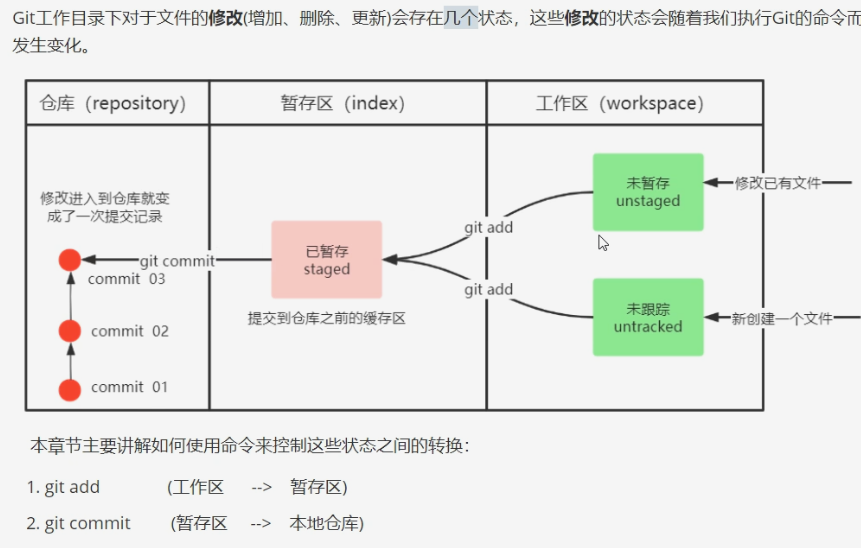 Git工作目录下对于文件的修改(增加、删除、更新)会存在几个状态，这些修改的状态会随着我们执行Git的命令而
发生变化。
仓库（repository） 暂存区（index） 工作区（workspace）
修改进入到仓库就变
成了一次提交记录
未暂存
unstaged
修改已有文件
git add
已暂存
staged
git commit
commit 03
git add
提交到仓库之前的缓存区
未跟踪
untracked
新创建一个文件
commit 02
commit 01
本章节主要讲解如何使用命令来控制这些状态之间的转换：
1. git add (工作区 --> 暂存区)
2. git commit (暂存区 --> 本地仓库)